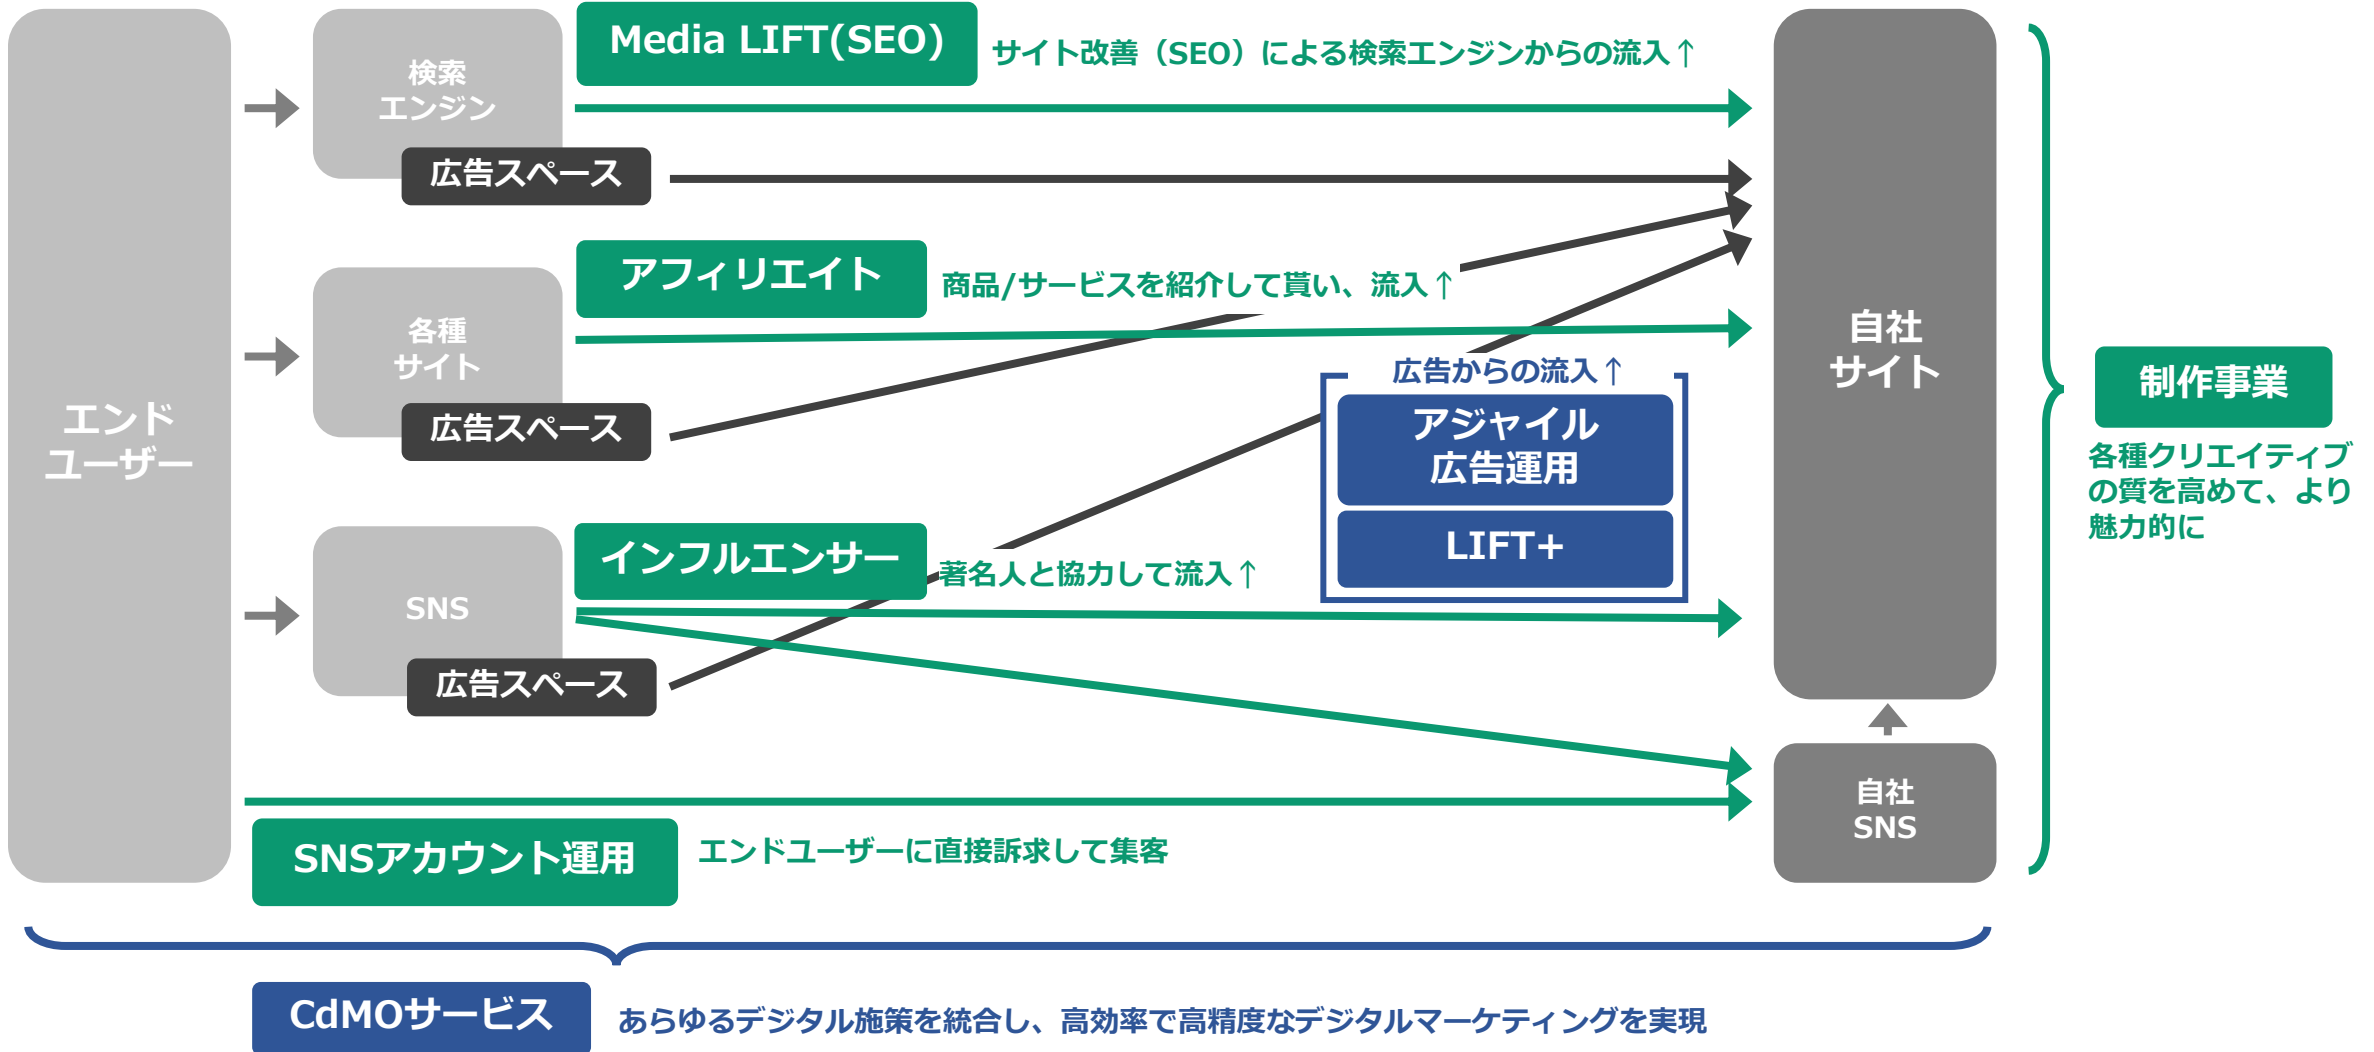 エンド
ユーザー
検索
エンジン
広告スペース
Media LIFT(SEO)
サイト改善（SEO）による検索エンジンからの流入↑
各種
サイト
広告スペース
アフィリエイト
商品/サービスを紹介して貰い、流入↑
広告からの流入↑
アジャイル
広告運用
LIFT+
SNS
広告スペース
インフルエンサー
著名人と協力して流入↑
自社
サイト
自社
SNS
制作事業
各種クリエイティブ
の質を高めて、より
魅力的に
SNSアカウント運用
エンドユーザーに直接訴求して集客
CdMOサービス
あらゆるデジタル施策を統合し、高効率で高精度なデジタルマーケティングを実現